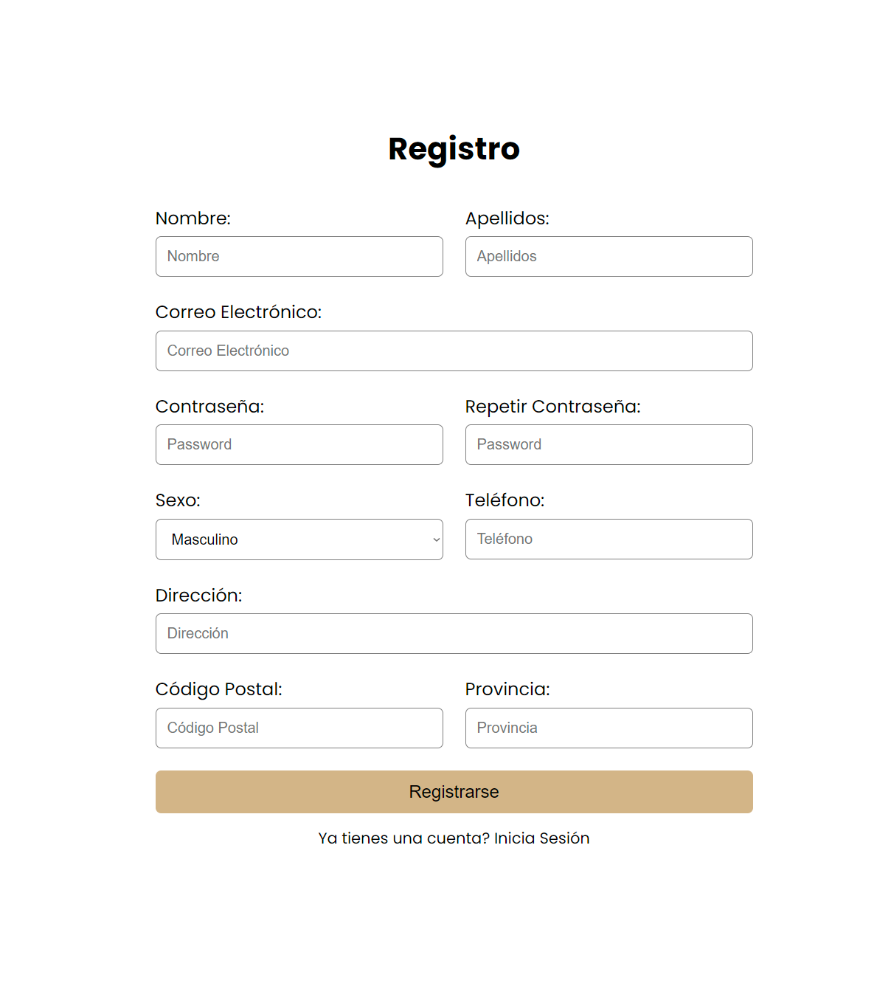 Registro
Nombre: Apellidos:
Nombre Apellidos
Correo Electrónico:
Correo Electrónico
Contraseña: Repetir Contraseña:
Password Password
Sexo: Teléfono:
Masculino Teléfono
Dirección:
Dirección
Código Postal: Provincia:
Código Postal Provincia
Registrarse
Ya tienes una cuenta? Inicia Sesión